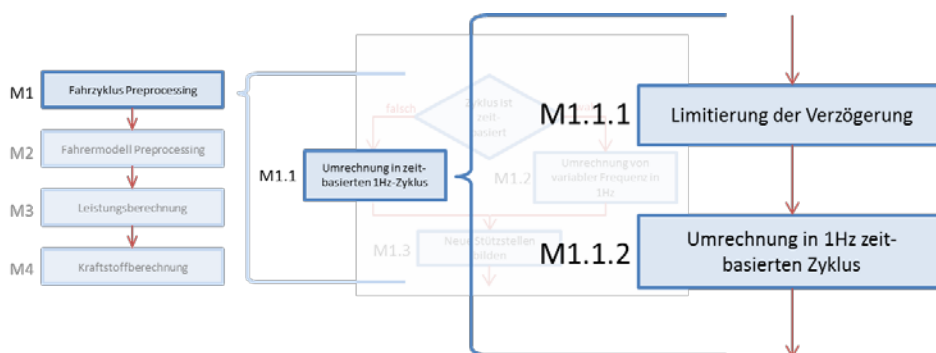 M1
Fahrzyklus Preprocessing
M2
Fahrermodell Preprocessing
M3
Leistungsberechnung
M4
Kraftstoffberechnung
falsch
Zyklus ist
zeit-
basiert
M1.1
Umrechnung in zeit-
basierten 1Hz-Zyklus
M1.2
Umrechnung von
variabler Frequenz in
1Hz
M1.3
Neue Stützstellen
bilden
M1.1.1
Limitierung der Verzögerung
M1.1.2
Umrechnung in 1Hz zeit-
basierten Zyklus